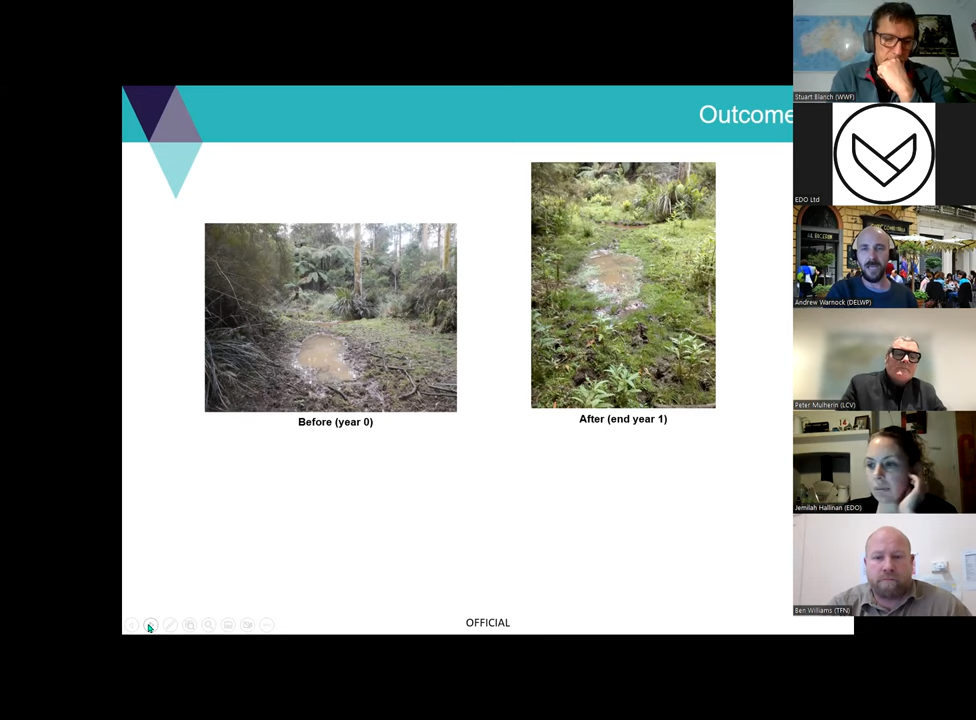 Outcome
Before (year 0)
After (end year 1)
OFFICIAL
Stuart Blanch (WWF)
EDO Ltd
Andrew Warnock (DELWP)
Peter Mulherin (LCV)
Jemilah Hallinan (EDO)
Ben Williams (TFN)